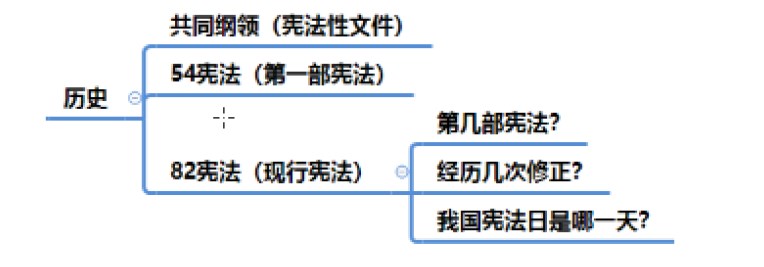 共同纲领（宪法性文件）
54宪法（第一部宪法）
历史
第几部宪法？
82宪法（现行宪法）
经历几次修正？
我国宪法日是哪一天？